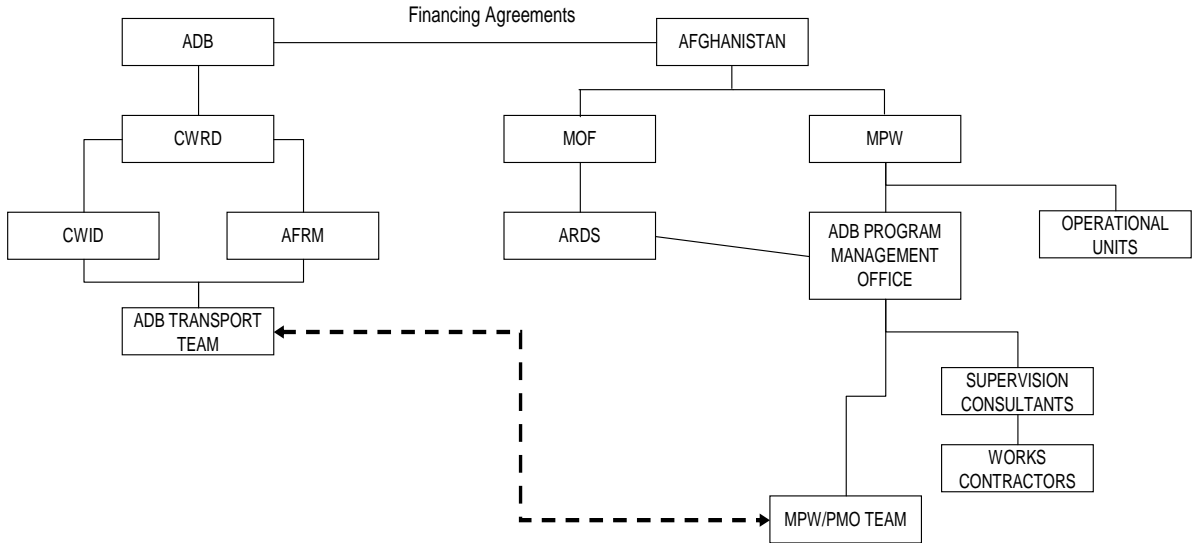 Financing Agreements
ADB
AFGHANISTAN
CWRD
MOF
MPW
CWID
AFRM
ARDS
ADB PROGRAM
MANAGEMENT
OFFICE
OPERATIONAL
UNITS
ADB TRANSPORT
TEAM
SUPERVISION
CONSULTANTS
WORKS
CONTRACTORS
MPW/PMO TEAM